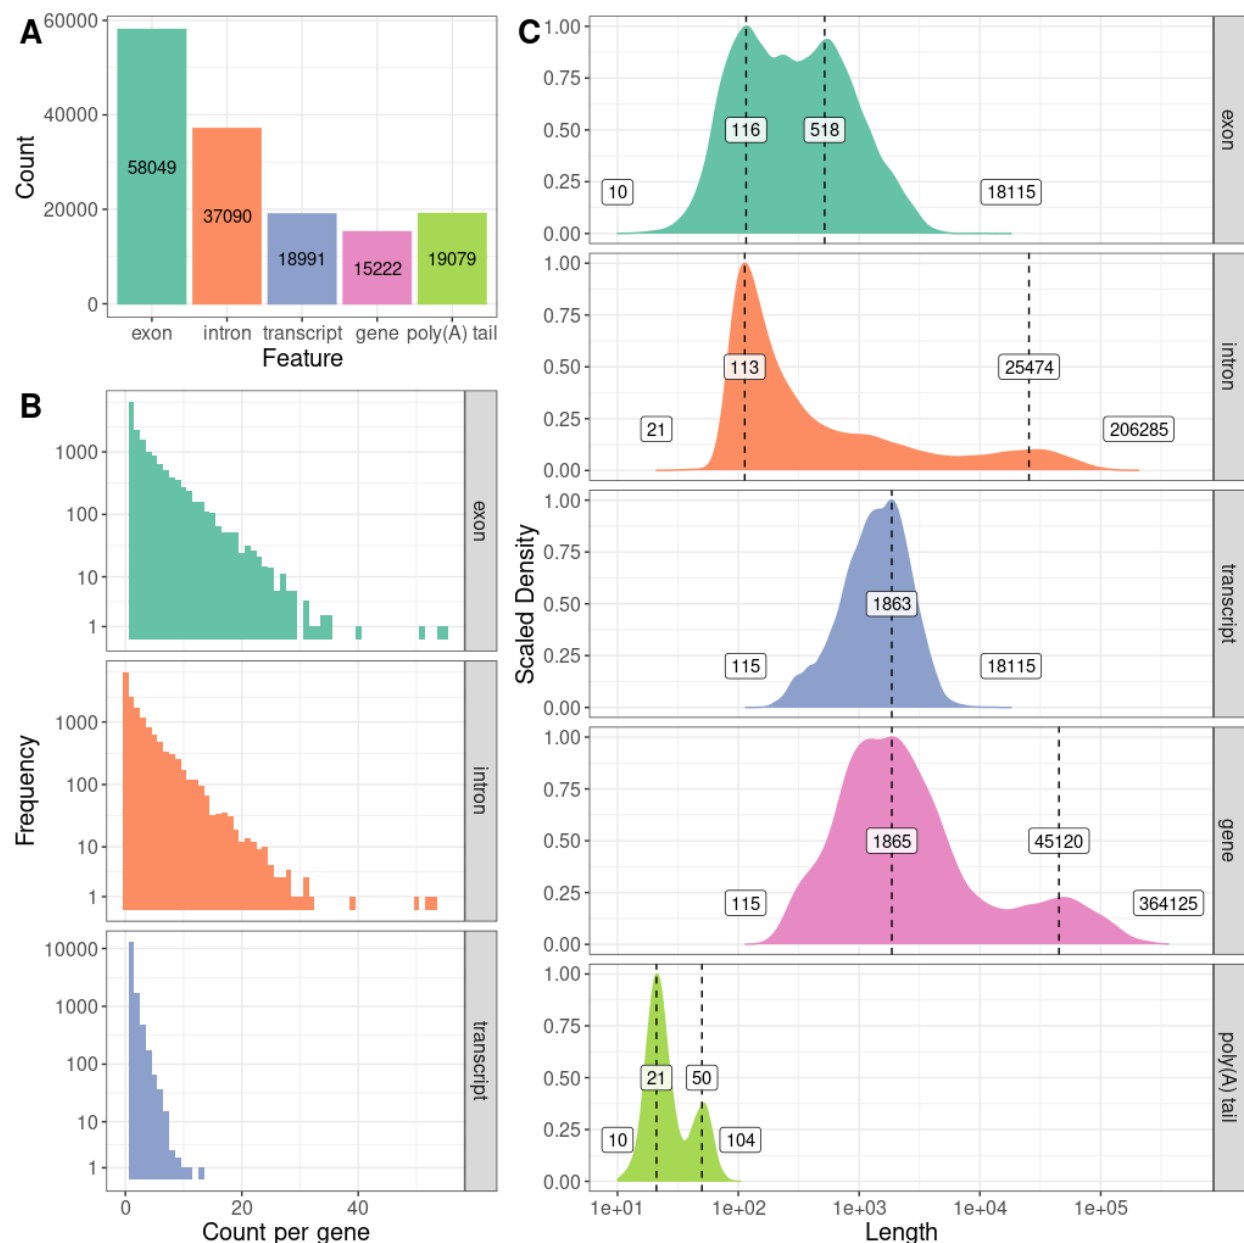 A
60000
40000
20000
0
Count
58049
37090
18991
15222
19079
exon intron transcript gene poly(A) tail
Feature
B
1000
100
10
1
exon
1000
100
10
1
intron
10000
1000
100
10
1
transcript
Frequency
0 20 40
Count per gene
C
1.00
0.75
0.50
0.25
0.00
116 518
10 18115
exon
1.00
0.75
0.50
0.25
0.00
113 25474
21 206285
intron
1.00
0.75
0.50
0.25
0.00
1863
115 18115
transcript
Scaled Density
1.00
0.75
0.50
0.25
0.00
1865 45120
115 364125
gene
1.00
0.75
0.50
0.25
0.00
21 50
10 104
poly(A) tail
1e+01 1e+02 1e+03 1e+04 1e+05
Length